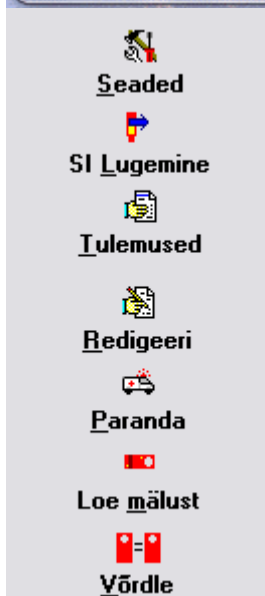 Seaded
SI Lugemine
Tulemused
Redigeeri
Paranda
Loe mälust
Võrdle